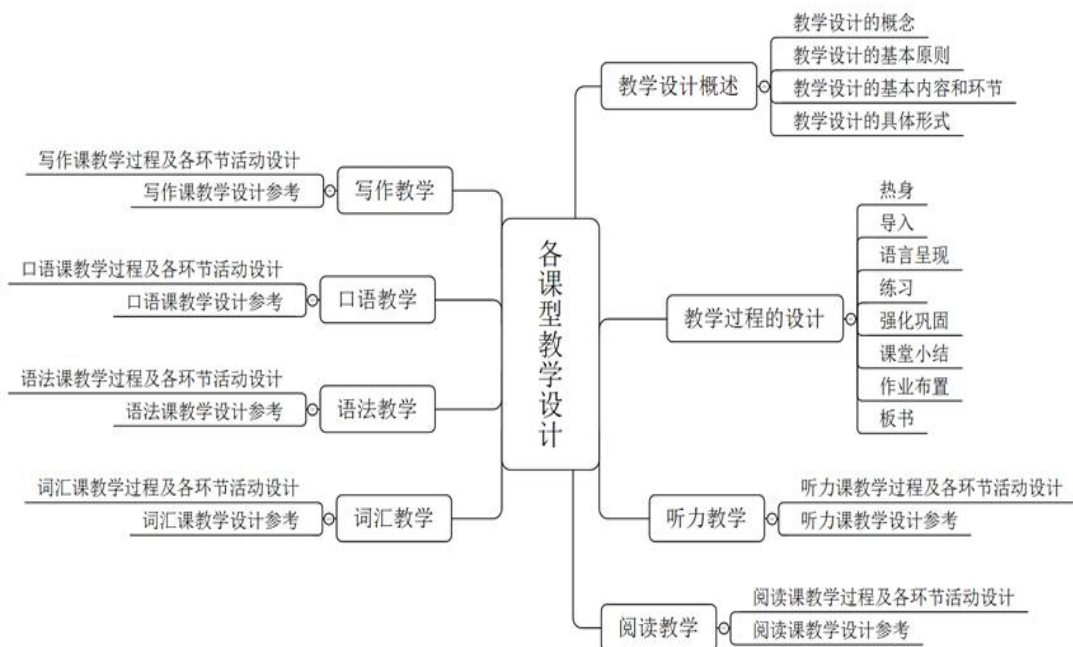 各课型教学设计
教学设计概述
教学设计的概念
教学设计的基本原则
教学设计的基本内容和环节
教学设计的具体形式
教学过程的设计
热身
导入
语言呈现
练习
强化巩固
课堂小结
作业布置
板书
听力教学
听力课教学过程及各环节活动设计
听力课教学设计参考
阅读教学
阅读课教学过程及各环节活动设计
阅读课教学设计参考
写作教学
写作课教学过程及各环节活动设计
写作课教学设计参考
口语教学
口语课教学过程及各环节活动设计
口语课教学设计参考
语法教学
语法课教学过程及各环节活动设计
语法课教学设计参考
词汇教学
词汇课教学过程及各环节活动设计
词汇课教学设计参考